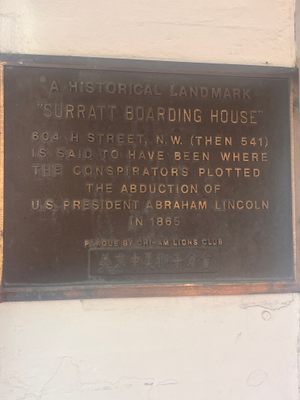 A HISTORICAL LANDMARK
"SURRATT BOARDING HOUSE"
604 H STREET, N.W. (THEN 541)
IS SAID TO HAVE BEEN WHERE
THE CONSPIRATORS PLOTTED
THE ABDUCTION OF
U.S. PRESIDENT ABRAHAM LINCOLN
IN 1865
PLAQUE BY CHI-AM LIONS CLUB